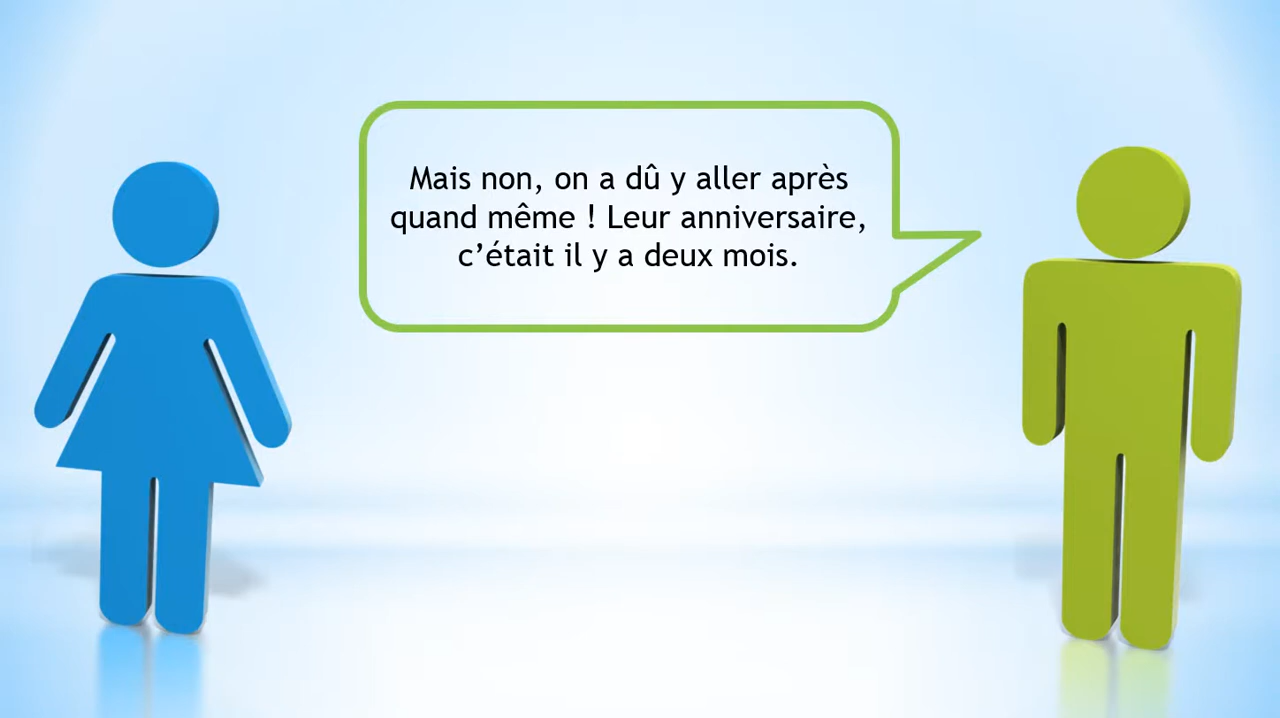 Mais non, on a dû y aller après
quand même ! Leur anniversaire,
c’était il y a deux mois.